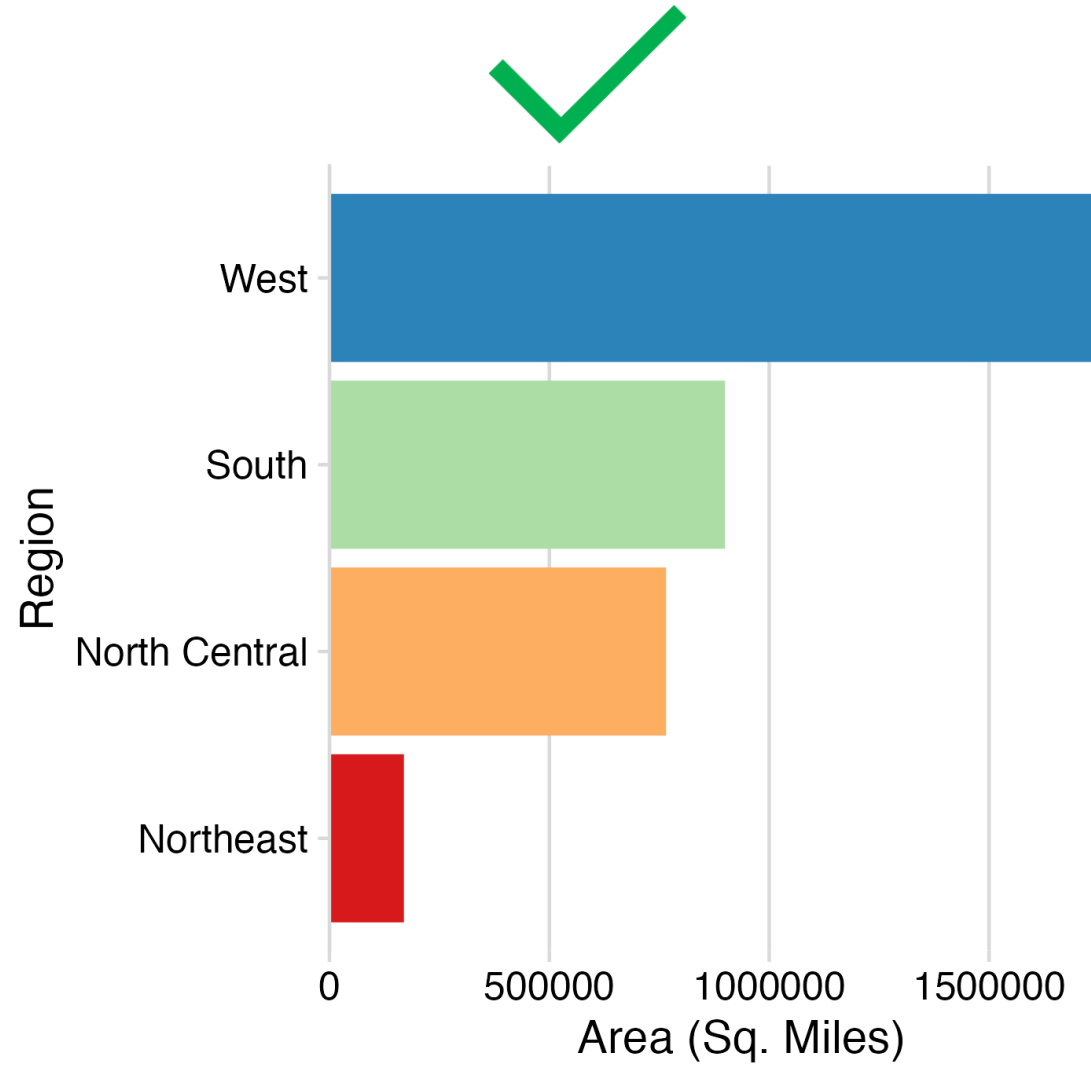 West
South
North Central
Northeast
Region
0 500000 1000000 1500000
Area (Sq. Miles)